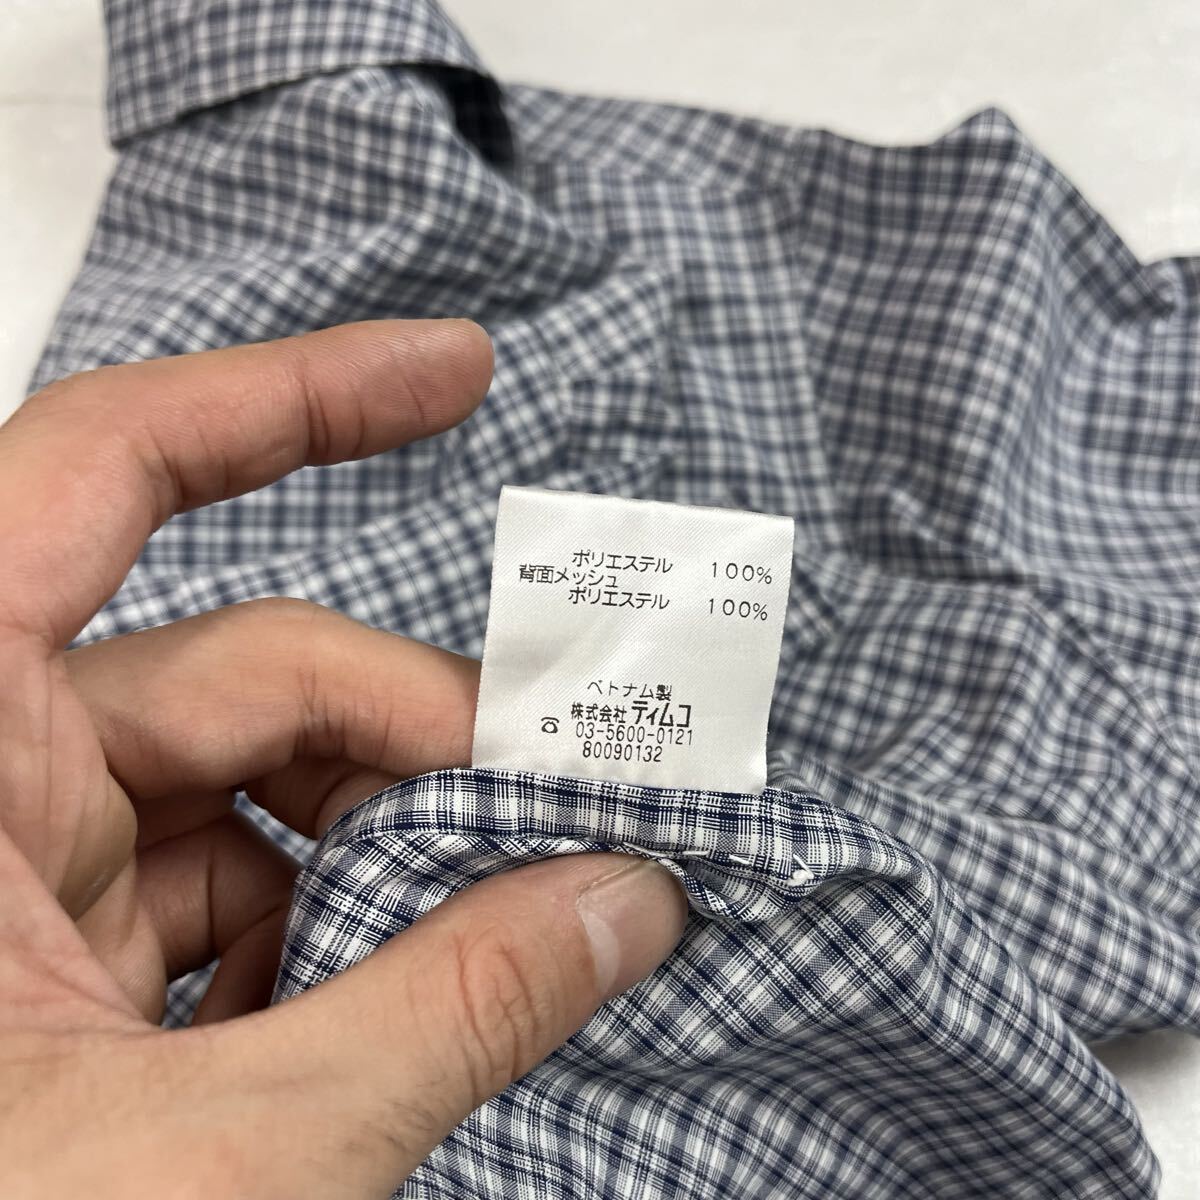 ポリエステル 100%
背面メッシュ
ポリエステル 100%
ベトナム製
株式会社 ティムコ
03-5600-0121
80090132